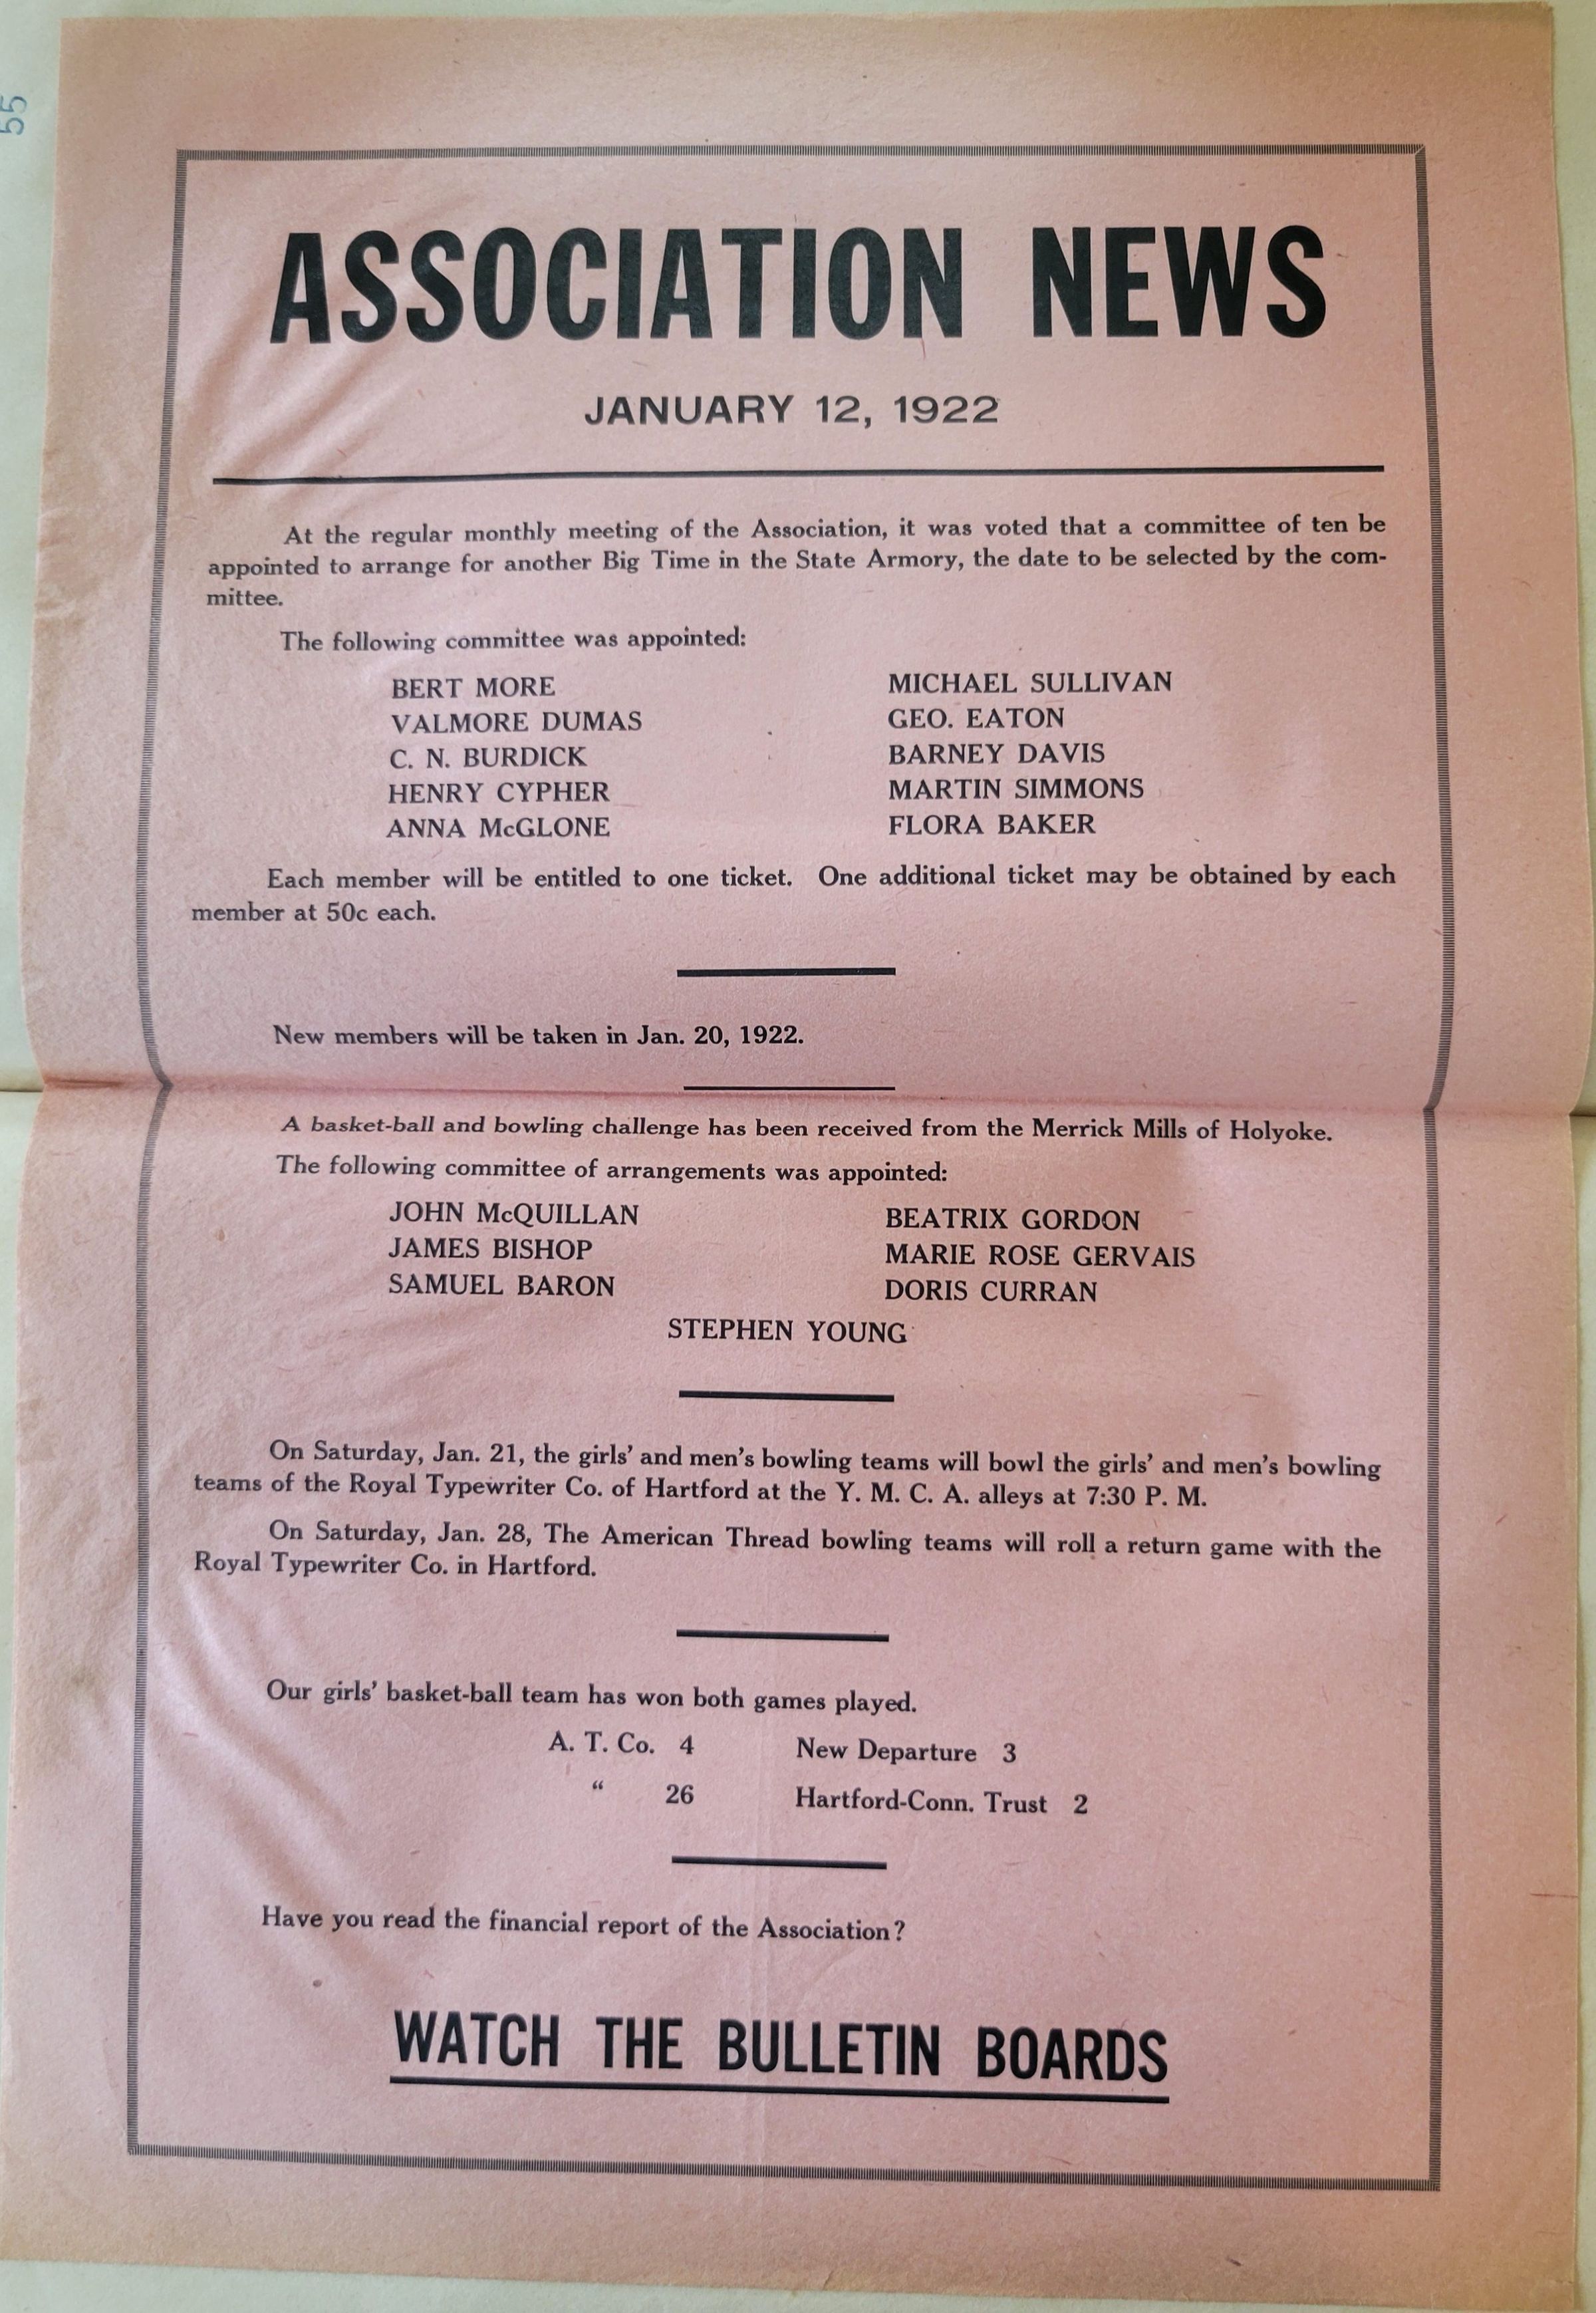 55
ASSOCIATION NEWS
JANUARY 12, 1922
At the regular monthly meeting of the Association, it was voted that a committee of ten be
appointed to arrange for another Big Time in the State Armory, the date to be selected by the com-
mittee.
The following committee was appointed:
BERT MORE MICHAEL SULLIVAN
VALMORE DUMAS GEO. EATON
C. N. BURDICK BARNEY DAVIS
HENRY CYPHER MARTIN SIMMONS
ANNA McGLONE FLORA BAKER
Each member will be entitled to one ticket. One additional ticket may be obtained by each
member at 50c each.
New members will be taken in Jan. 20, 1922.
A basket-ball and bowling challenge has been received from the Merrick Mills of Holyoke.
The following committee of arrangements was appointed:
JOHN McQUILLAN BEATRIX GORDON
JAMES BISHOP MARIE ROSE GERVAIS
SAMUEL BARON DORIS CURRAN
STEPHEN YOUNG
On Saturday, Jan. 21, the girls' and men's bowling teams will bowl the girls' and men's bowling
teams of the Royal Typewriter Co. of Hartford at the Y. M. C. A. alleys at 7:30 P. M.
On Saturday, Jan. 28, The American Thread bowling teams will roll a return game with the
Royal Typewriter Co. in Hartford.
Our girls' basket-ball team has won both games played.
A. T. Co. 4 New Departure 3
“ 26 Hartford-Conn. Trust 2
Have you read the financial report of the Association?
WATCH THE BULLETIN BOARDS